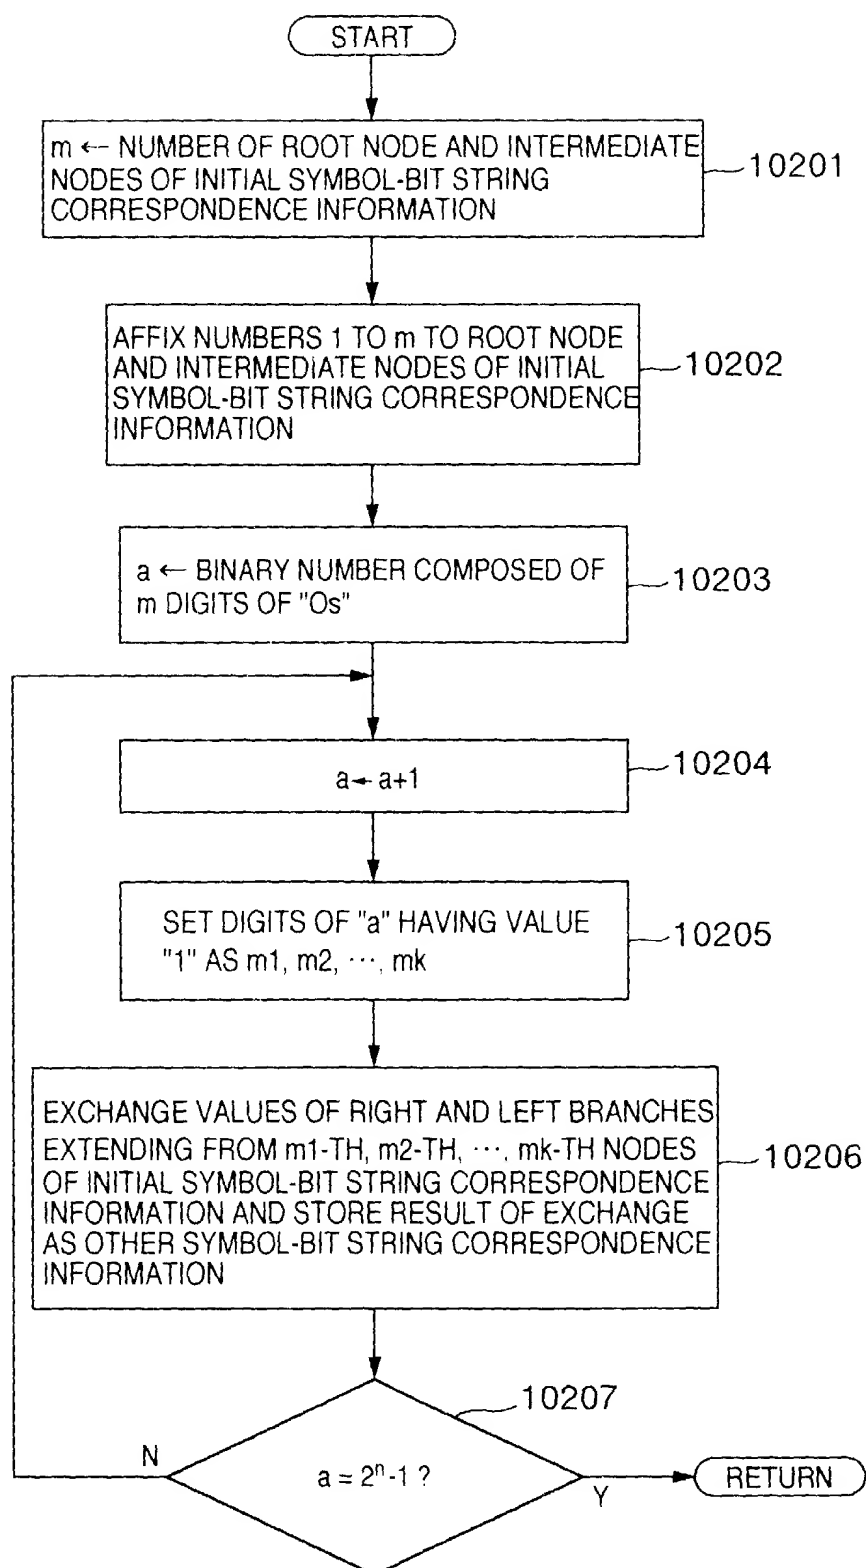 START
m ← NUMBER OF ROOT NODE AND INTERMEDIATE
NODES OF INITIAL SYMBOL-BIT STRING
CORRESPONDENCE INFORMATION
10201
AFFIX NUMBERS 1 TO m TO ROOT NODE
AND INTERMEDIATE NODES OF INITIAL
SYMBOL-BIT STRING CORRESPONDENCE
INFORMATION
10202
a ← BINARY NUMBER COMPOSED OF
m DIGITS OF "Os"
10203
a ← a+1
10204
SET DIGITS OF "a" HAVING VALUE
"1" AS m1, m2, ···, mk
10205
EXCHANGE VALUES OF RIGHT AND LEFT BRANCHES
EXTENDING FROM m1-TH, m2-TH, ···, mk-TH NODES
OF INITIAL SYMBOL-BIT STRING CORRESPONDENCE
INFORMATION AND STORE RESULT OF EXCHANGE
AS OTHER SYMBOL-BIT STRING CORRESPONDENCE
INFORMATION
10206
10207
N
a = 2ⁿ-1 ?
Y
RETURN